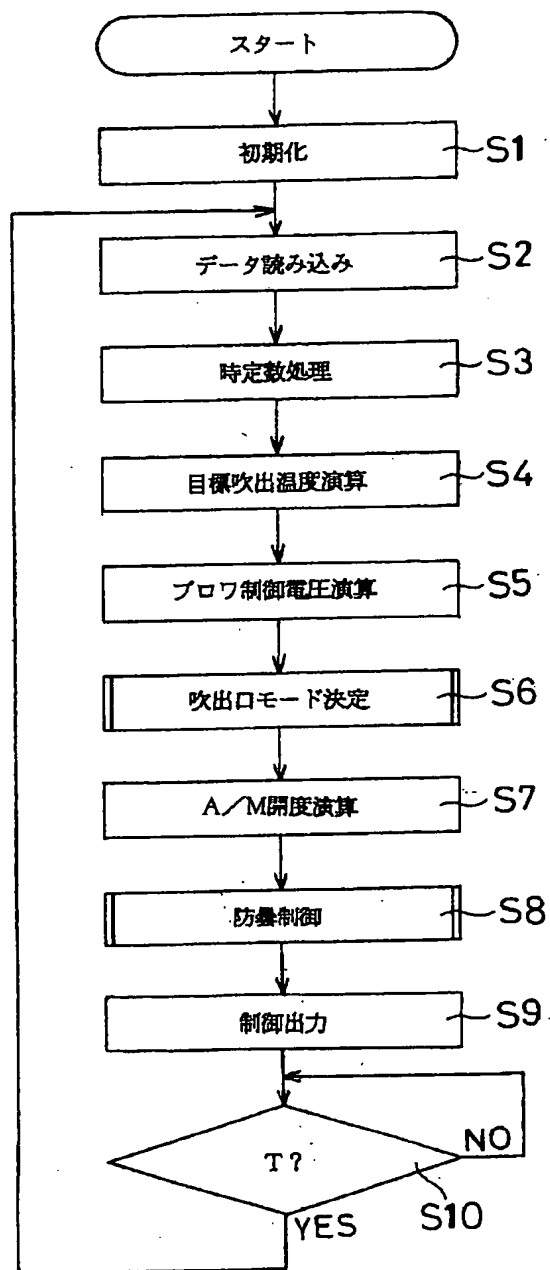 スタート
初期化 S1
データ読み込み S2
時定数処理 S3
目標吹出温度演算 S4
ブロワ制御電圧演算 S5
吹出口モード決定 S6
A/M開度演算 S7
防曇制御 S8
制御出力 S9
T?
NO
S10
YES